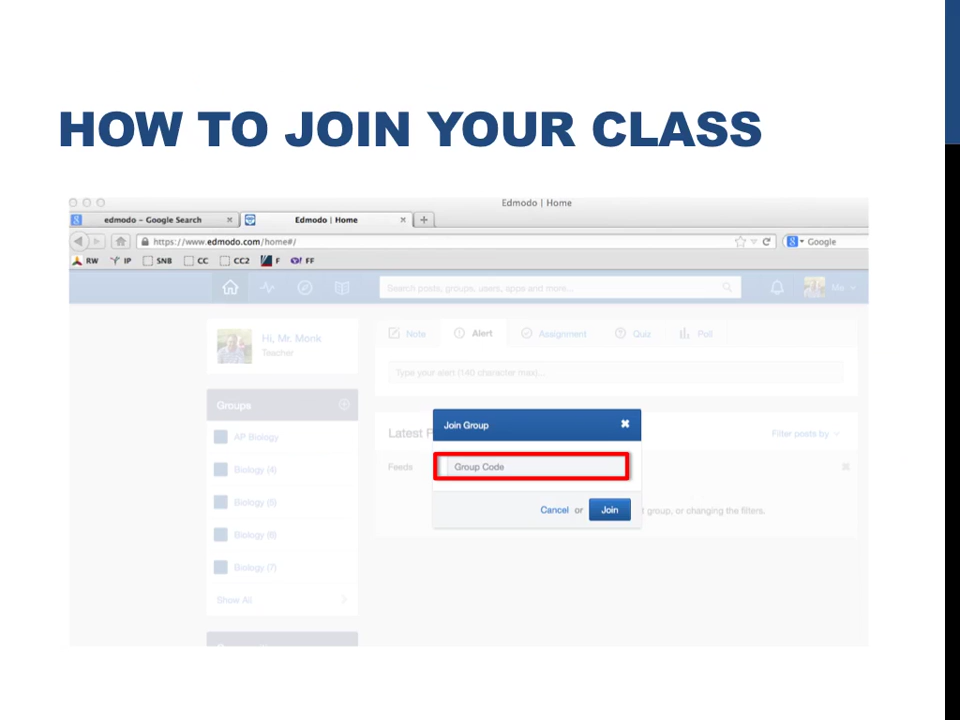 HOW TO JOIN YOUR CLASS
Edmodo | Home
edmodo – Google Search
Edmodo | Home
https://www.edmodo.com/home#/
Google
RW IP SNB CC CC2 F Y! FF
Search posts, groups, users, apps and more...
Me
Hi, Mr. Monk
Teacher
Note Alert Assignment Quiz Poll
Type your alert (140 character max)...
Groups
AP Biology
Biology (4)
Biology (5)
Biology (6)
Biology (7)
Show All
Latest P
Filter posts by
Feeds
Join Group
Group Code
Cancel or Join
t group, or changing the filters.